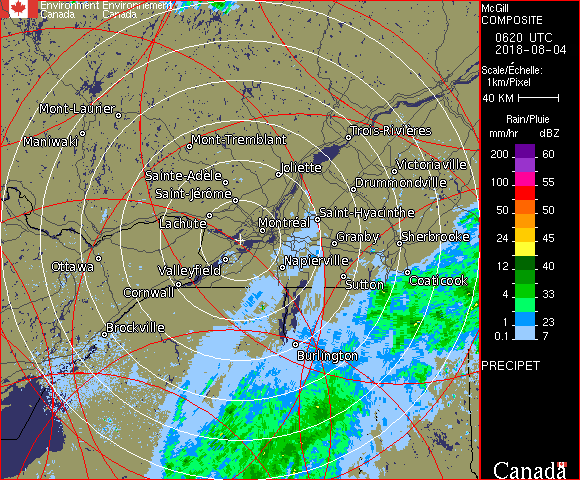 Environment Environnement
Canada Canada
McGill
COMPOSITE
0620 UTC
2018-08-04
Scale/Échelle:
1km/Pixel
40 KM
Rain/Pluie
mm/hr dBZ
200 60
100 55
50 50
24 45
12 40
4 33
1 23
0.1 7
PRECIPET
Mont-Laurier
Maniwaki
Mont-Tremblant
Trois-Rivières
Sainte-Adèle
Joliette
Victoriaville
Saint-Jérôme
Drummondville
Lachute
Montréal
Saint-Hyacinthe
Granby
Sherbrooke
Ottawa
Valleyfield
Napierville
Cornwall
Sutton
Coaticook
Brockville
Burlington
Canada